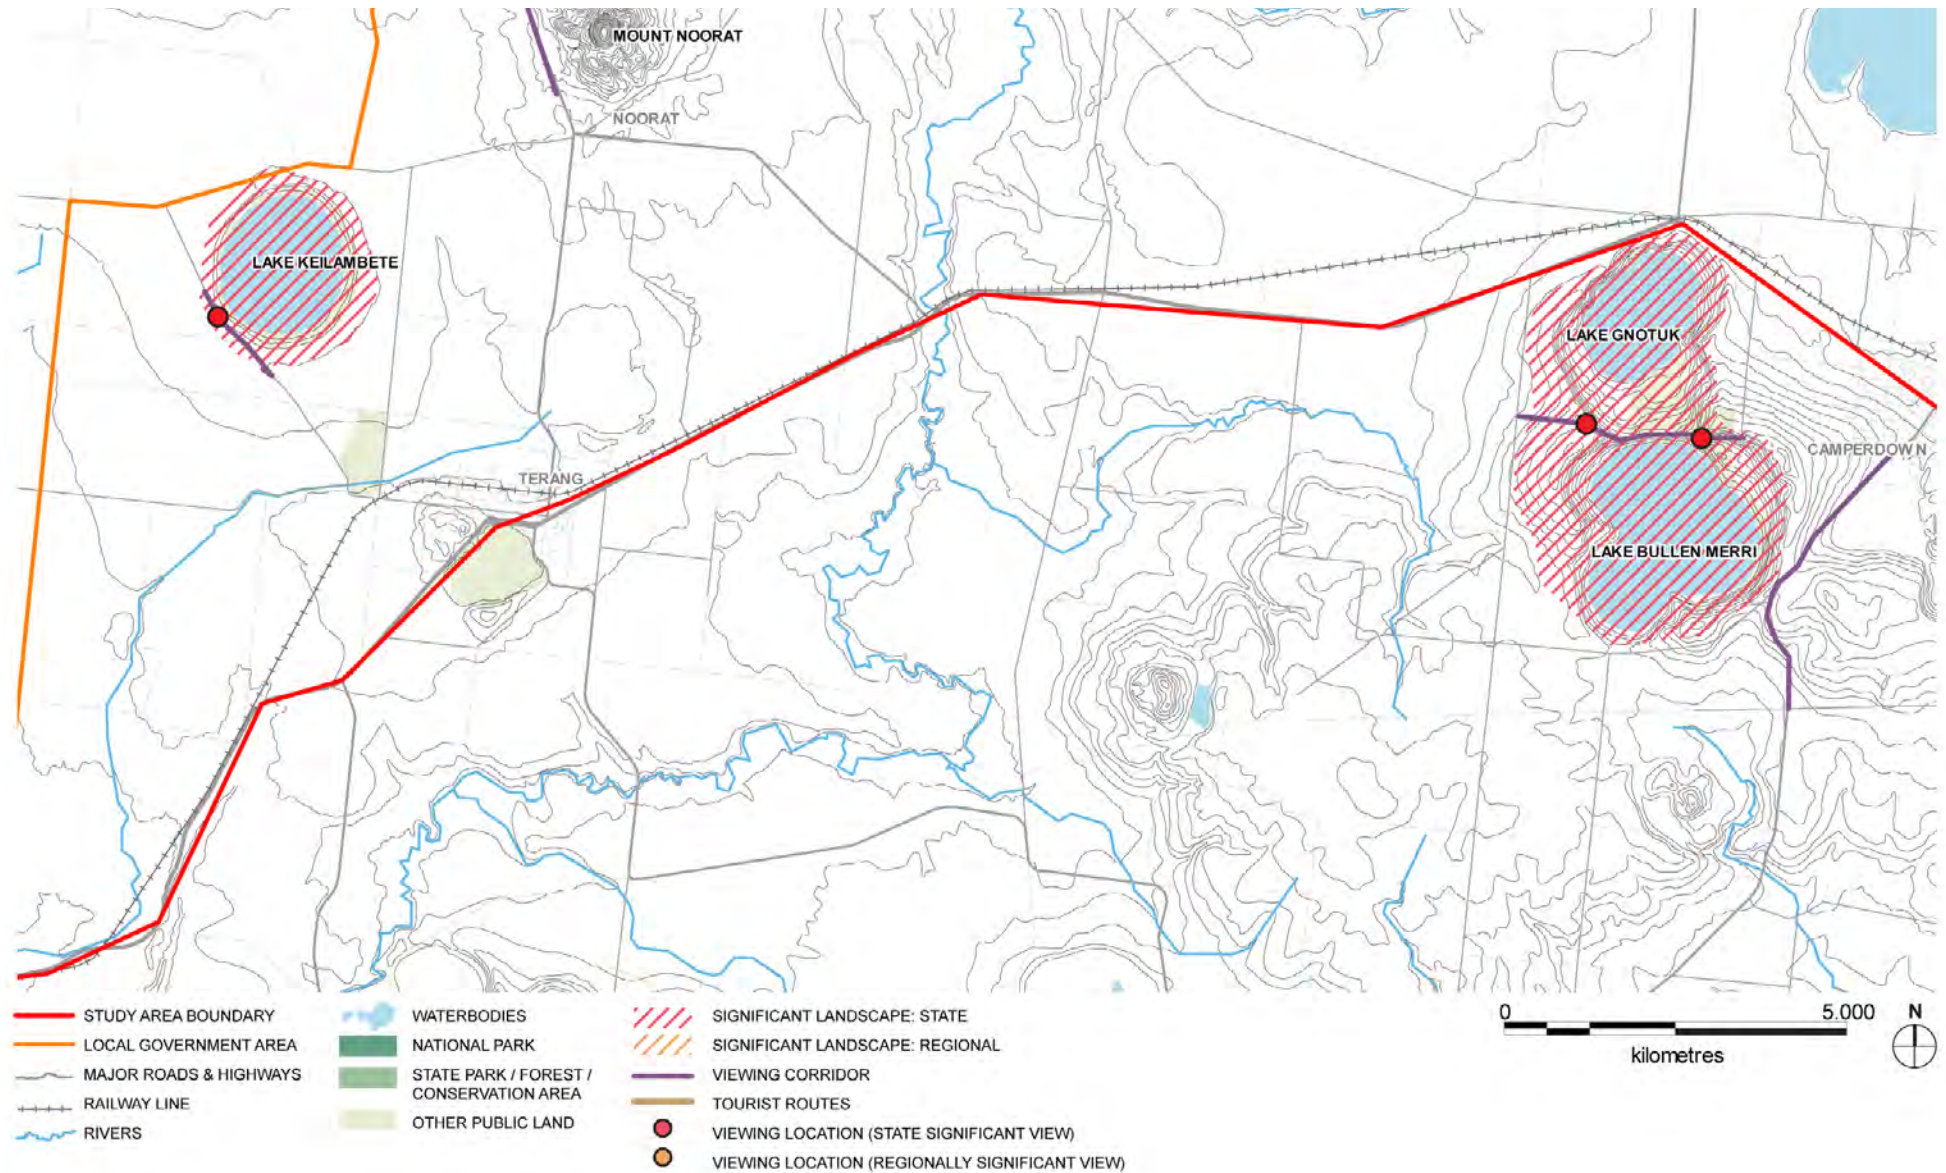 MOUNT NOORAT
NOORAT
LAKE KEILAMBETE
LAKE GNOTUK
CAMPERDOWN
TERANG
LAKE BULLEN MERRI
STUDY AREA BOUNDARY
LOCAL GOVERNMENT AREA
MAJOR ROADS & HIGHWAYS
RAILWAY LINE
RIVERS
WATERBODIES
NATIONAL PARK
STATE PARK / FOREST /
CONSERVATION AREA
OTHER PUBLIC LAND
SIGNIFICANT LANDSCAPE: STATE
SIGNIFICANT LANDSCAPE: REGIONAL
VIEWING CORRIDOR
TOURIST ROUTES
VIEWING LOCATION (STATE SIGNIFICANT VIEW)
VIEWING LOCATION (REGIONALLY SIGNIFICANT VIEW)
0 5.000
kilometres
N